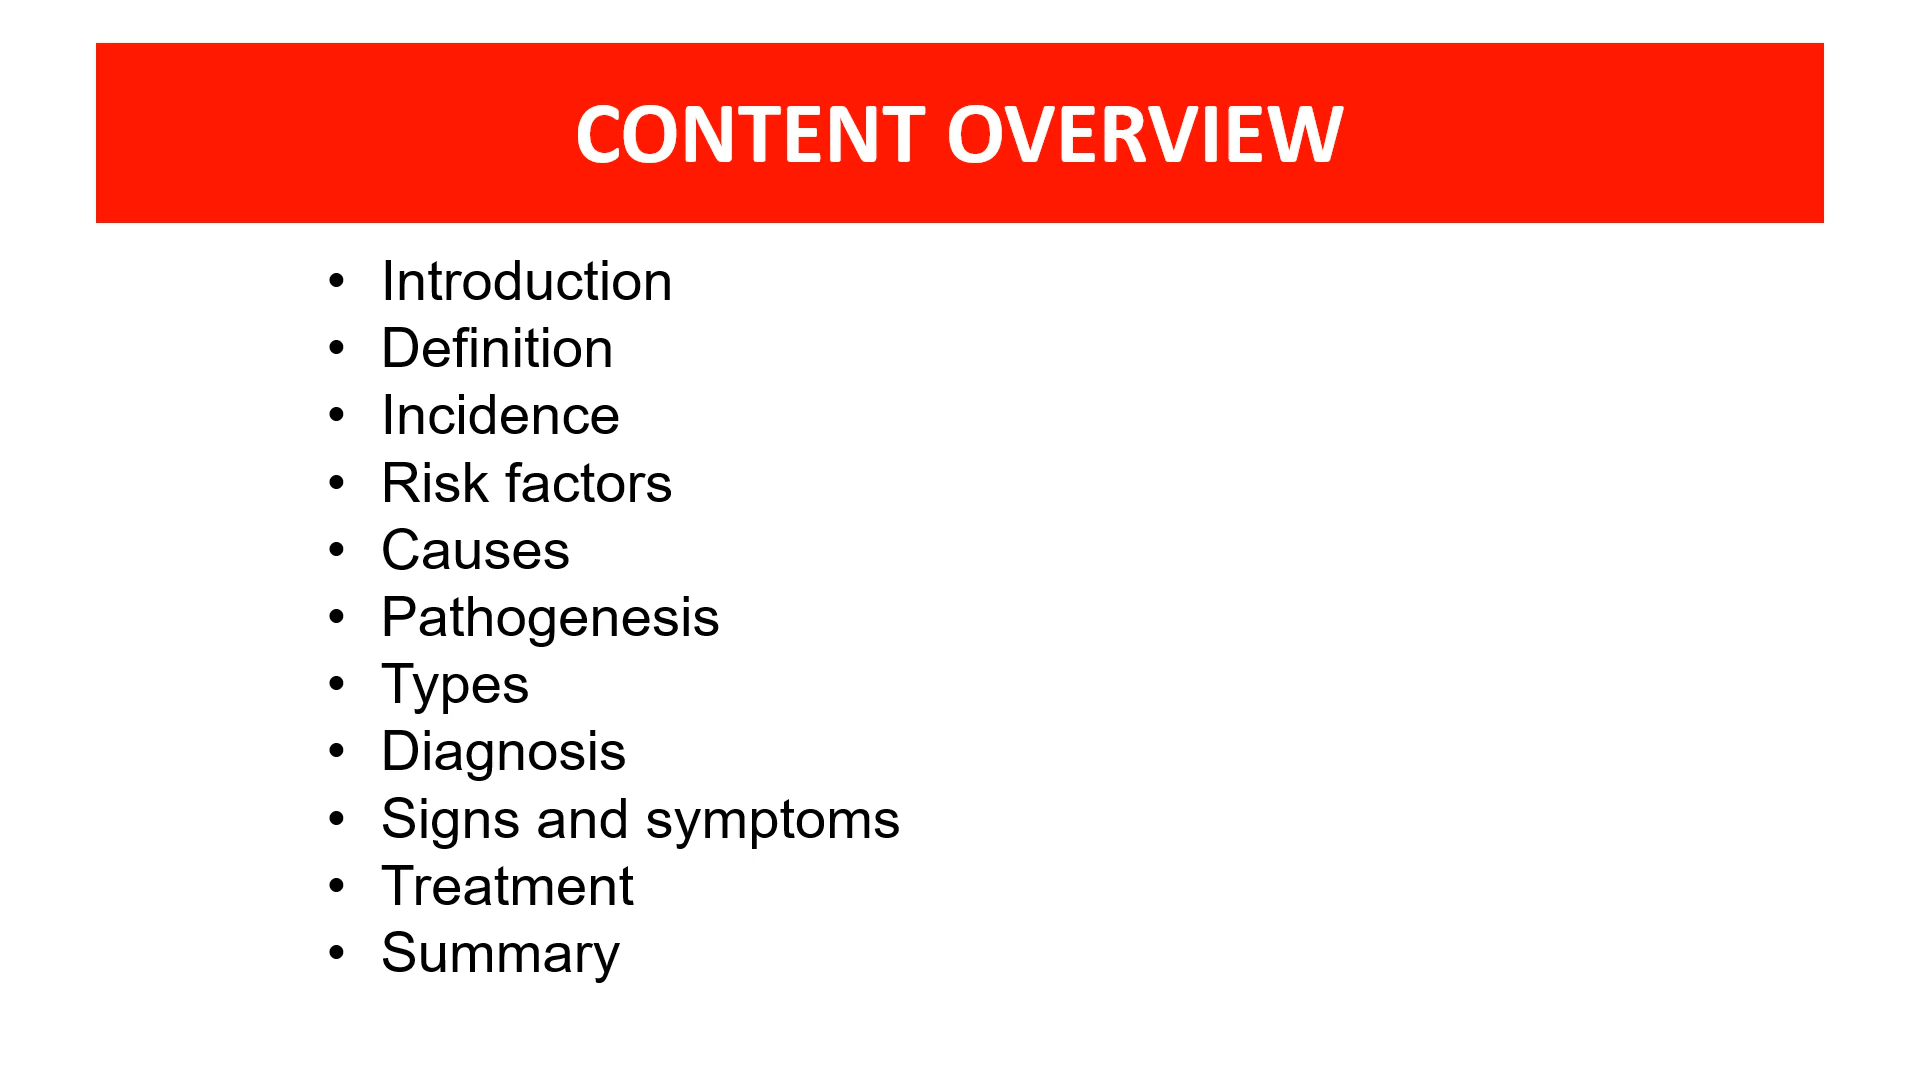 CONTENT OVERVIEW
• Introduction
• Definition
• Incidence
• Risk factors
• Causes
• Pathogenesis
• Types
• Diagnosis
• Signs and symptoms
• Treatment
• Summary